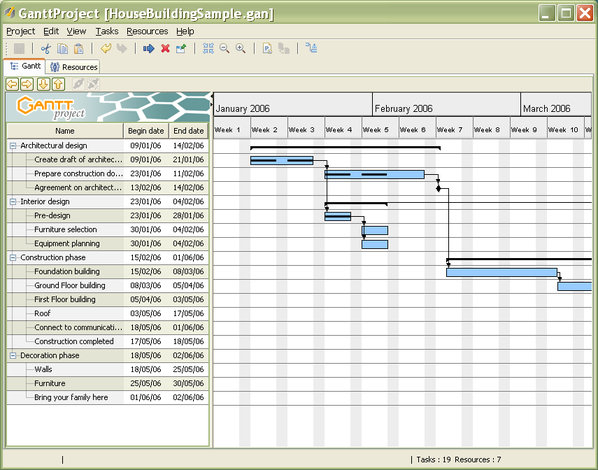 GanttProject [HouseBuildingSample.gan]
Project Edit View Tasks Resources Help
Gantt Resources
GANTT project
January 2006 February 2006 March 2006
Name Begin date End date Week 1 Week 2 Week 3 Week 4 Week 5 Week 6 Week 7 Week 8 Week 9 Week 10
Architectural design 09/01/06 14/02/06
Create draft of architec... 09/01/06 21/01/06
Prepare construction do... 23/01/06 11/02/06
Agreement on architect... 13/02/06 14/02/06
Interior design 23/01/06 04/02/06
Pre-design 23/01/06 28/01/06
Furniture selection 30/01/06 04/02/06
Equipment planning 30/01/06 04/02/06
Construction phase 15/02/06 01/06/06
Foundation building 15/02/06 08/03/06
Ground Floor building 08/03/06 05/04/06
First Floor building 05/04/06 03/05/06
Roof 03/05/06 17/05/06
Connect to communicati... 18/05/06 01/06/06
Construction completed 17/05/06 18/05/06
Decoration phase 18/05/06 02/06/06
Walls 18/05/06 25/05/06
Furniture 25/05/06 30/05/06
Bring your family here 01/06/06 02/06/06
Tasks : 19 Resources : 7